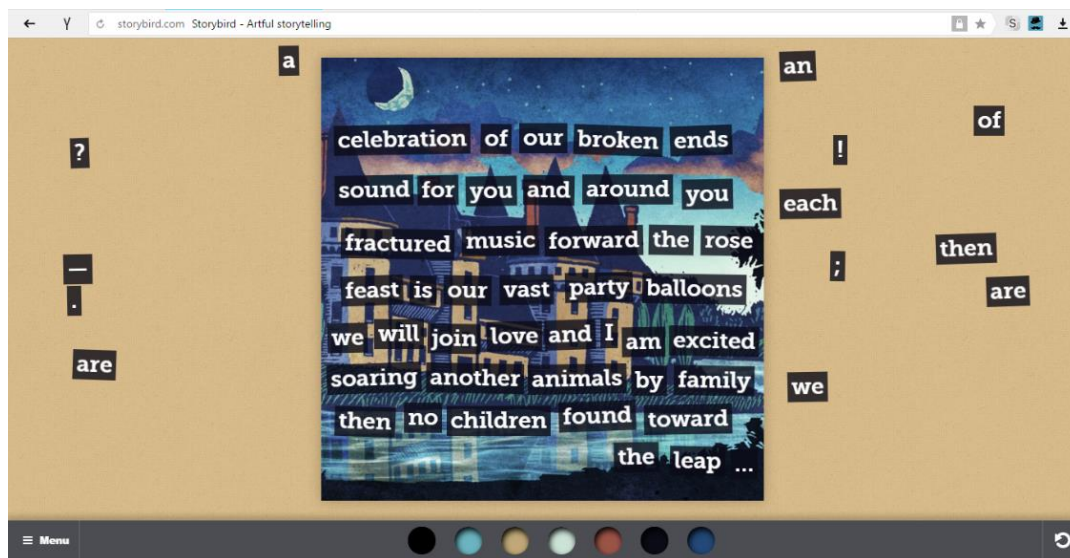 storybird.com Storybird - Artful storytelling
a
an
of
?
!
celebration of our broken ends
sound for you and around you
each
fractured music forward the rose
then
—
;
feast is our vast party balloons
.
are
we will join love and I am excited
are
soaring another animals by family
we
then no children found toward
the leap ...
Menu